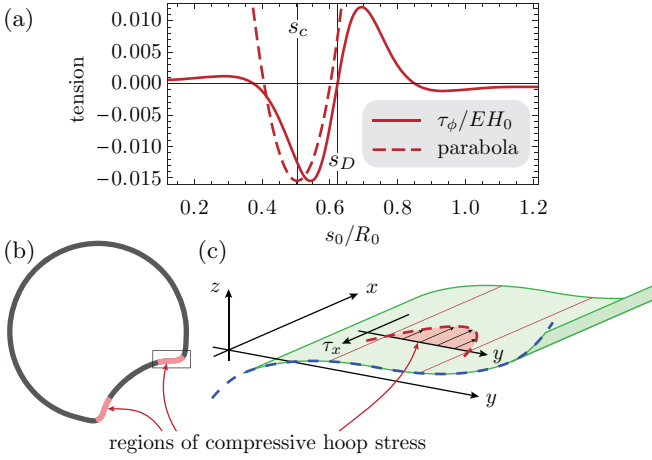 (a)
0.010
0.005
0.000
−0.005
−0.010
−0.015
tension
s_c
s_D
τ_ϕ/EH_0
parabola
0.2 0.4 0.6 0.8 1.0 1.2
s_0/R_0
(b)
(c)
z
x
τ_x
y
y
regions of compressive hoop stress